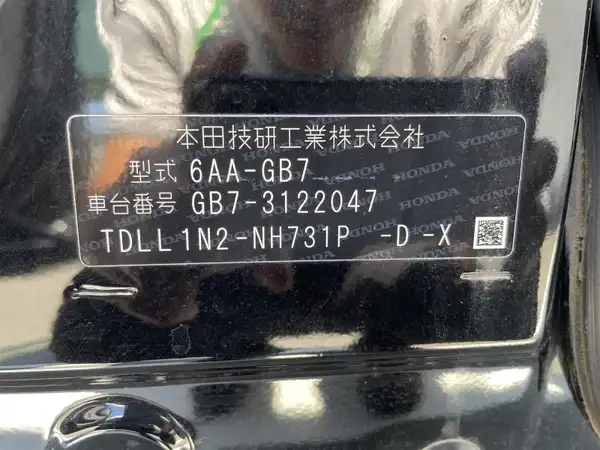 本田技研工業株式会社
型式 6AA-GB7
車台番号 GB7-3122047
TDLL1N2-NH731P -D -X